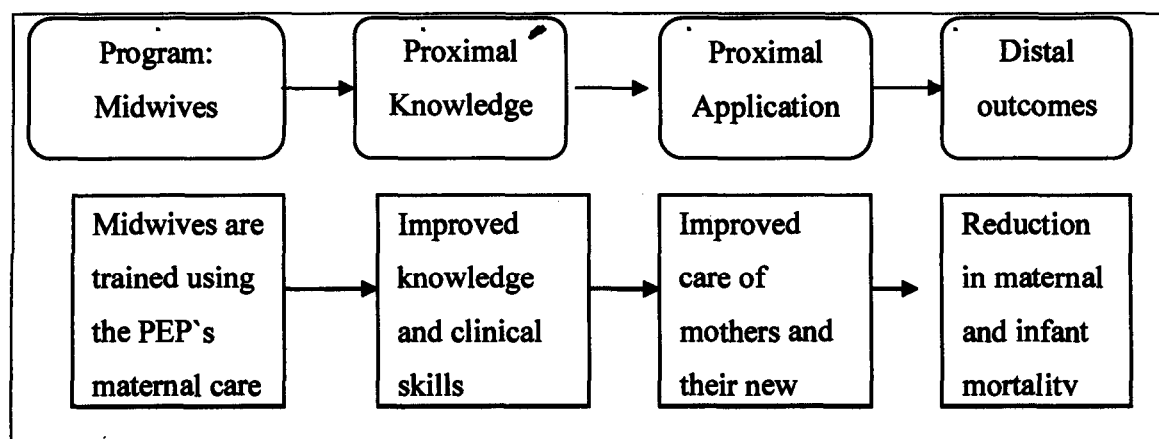 Program:
Midwives
Proximal
Knowledge
Proximal
Application
Distal
outcomes
Midwives are
trained using
the PEP`s
maternal care
Improved
knowledge
and clinical
skills
Improved
care of
mothers and
their new
Reduction
in maternal
and infant
mortality